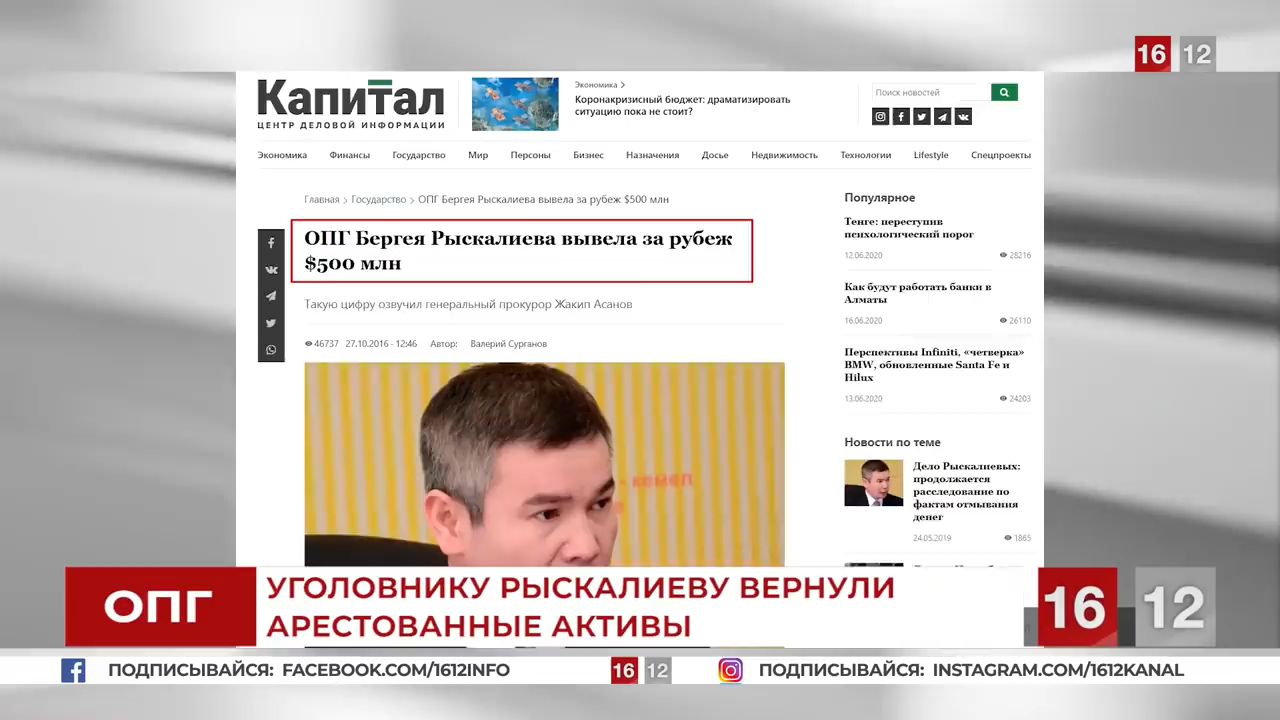 16 12
Капитал
ЦЕНТР ДЕЛОВОЙ ИНФОРМАЦИИ
Экономика
Коронакризисный бюджет: драматизировать
ситуацию пока не стоит?
Поиск новостей
Экономика Финансы Государство Мир Персоны Бизнес Назначения Досье Недвижимость Технологии Lifestyle Спецпроекты
Главная > Государство > ОПГ Бергея Рыскалиева вывела за рубеж $500 млн
ОПГ Бергея Рыскалиева вывела за рубеж
$500 млн
Такую цифру озвучил генеральный прокурор Жакип Асанов
46737 27.10.2016 · 12:46 Автор: Валерий Сурганов
Популярное
Тенге: переступив
психологический порог
12.06.2020 28216
Как будут работать банки в
Алматы
16.06.2020 26110
Перспективы Infiniti, «четверка»
BMW, обновленные Santa Fe и
Hilux
13.06.2020 24203
Новости по теме
Дело Рыскалиевых:
продолжается
расследование по
фактам отмывания
денег
24.05.2019 1865
ОПГ
УГОЛОВНИКУ РЫСКАЛИЕВУ ВЕРНУЛИ
АРЕСТОВАННЫЕ АКТИВЫ
16 12
ПОДПИСЫВАЙСЯ: FACEBOOK.COM/1612INFO
16 12
ПОДПИСЫВАЙСЯ: INSTAGRAM.COM/1612KANAL